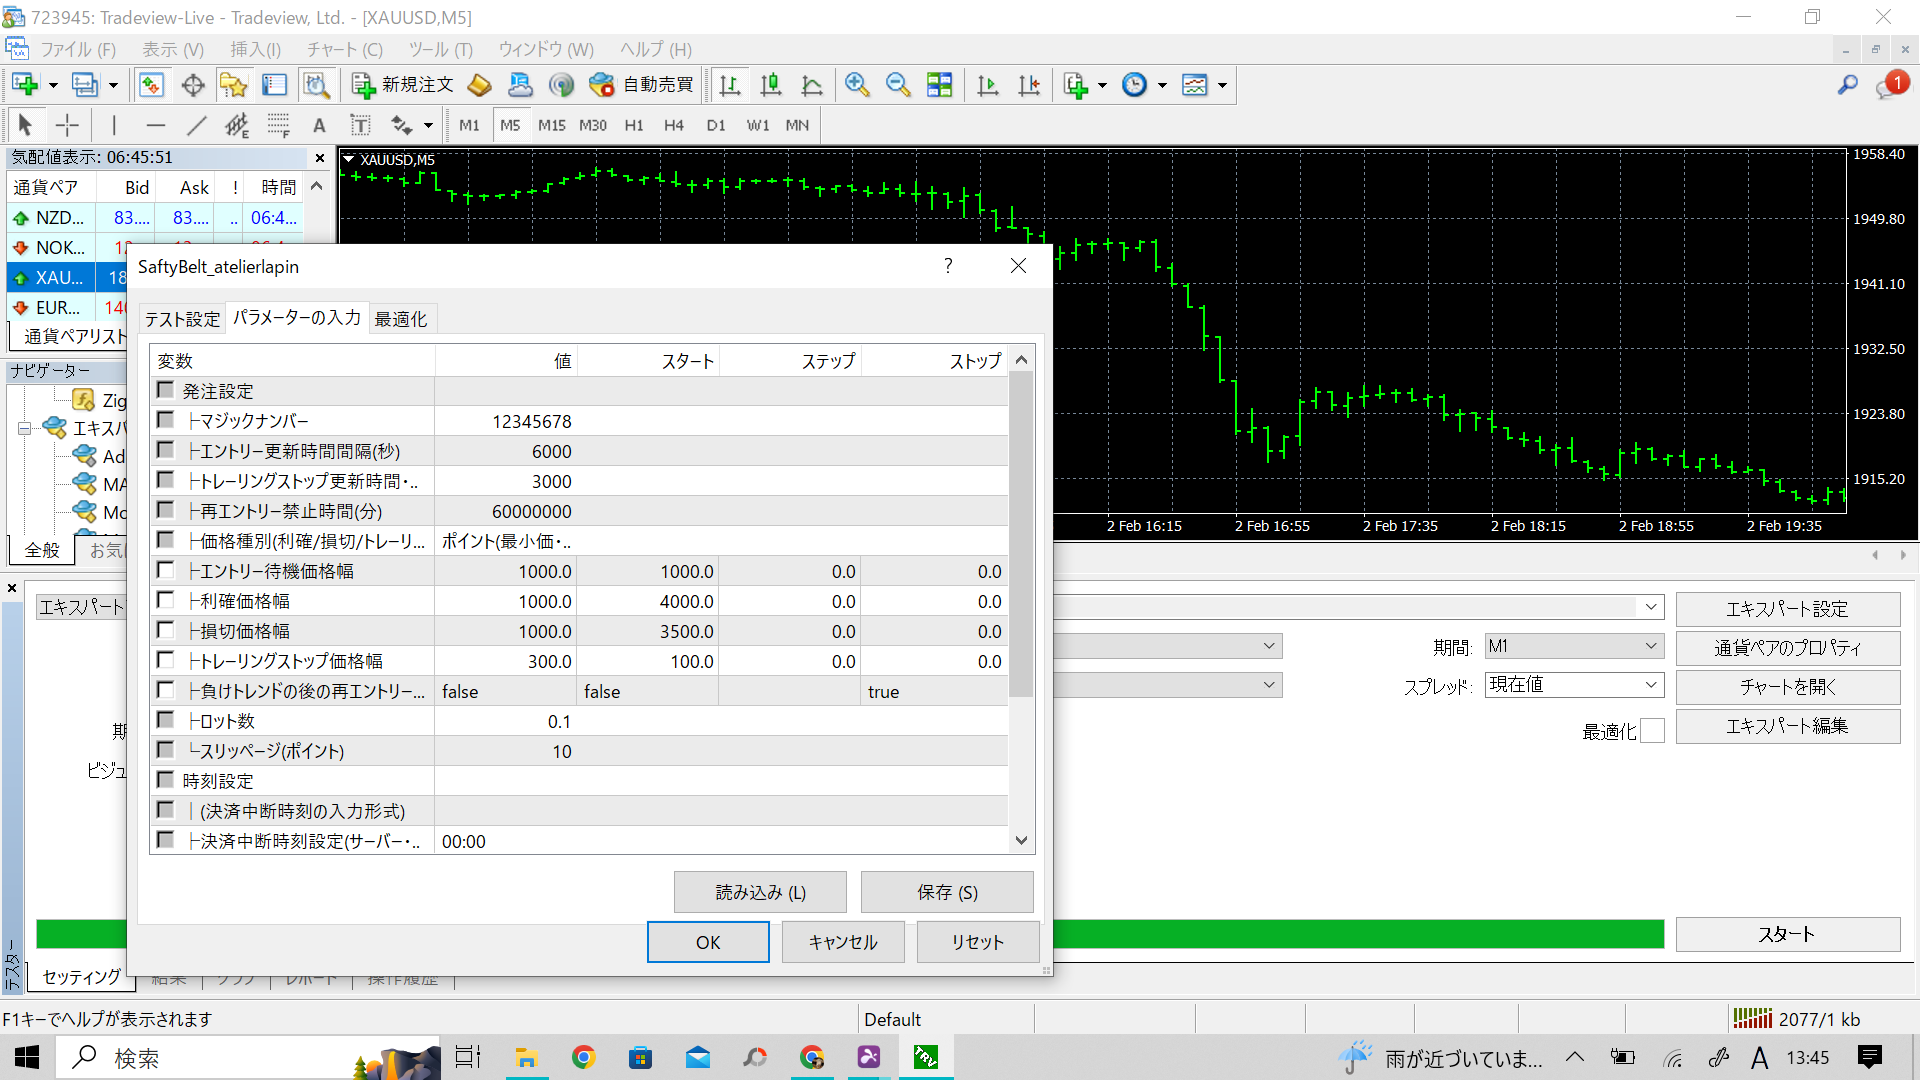 723945: Tradeview-Live - Tradeview, Ltd. - [XAUUSD,M5]
ファイル (F) 表示 (V) 挿入(I) チャート (C) ツール (T) ウィンドウ (W) ヘルプ (H)
新規注文 自動売買 1
A T E F M1 M5 M15 M30 H1 H4 D1 W1 MN
気配値表示: 06:45:51
通貨ペア Bid Ask ! 時間
NZD... 83.... 83.... .. 06:4...
NOK...
XAU... 18
EUR... 140
通貨ペアリスト
ナビゲーター
Zig
エキスパ
Ad
MA
Mo
全般 お気
XAUUSD,M5
1958.40
1949.80
1941.10
1932.50
1923.80
1915.20
2 Feb 16:15 2 Feb 16:55 2 Feb 17:35 2 Feb 18:15 2 Feb 18:55 2 Feb 19:35
SaftyBelt_atelierlapin ?
テスト設定 パラメーターの入力 最適化
変数 値 スタート ステップ ストップ
発注設定
├マジックナンバー 12345678
├エントリー更新時間間隔(秒) 6000
├トレーリングストップ更新時間・.. 3000
├再エントリー禁止時間(分) 60000000
├価格種別(利確/損切/トレーリ... ポイント(最小価・..
├エントリー待機価格幅 1000.0 1000.0 0.0 0.0
├利確価格幅 1000.0 4000.0 0.0 0.0
├損切価格幅 1000.0 3500.0 0.0 0.0
├トレーリングストップ価格幅 300.0 100.0 0.0 0.0
├負けトレンドの後の再エントリー... false false true
├ロット数 0.1
└スリッページ(ポイント) 10
時刻設定
│(決済中断時刻の入力形式)
├決済中断時刻設定(サーバー・.. 00:00
読み込み (L) 保存 (S)
OK キャンセル リセット
エキスパート
期
ビジュ
エキスパート設定
期間: M1 通貨ペアのプロパティ
スプレッド: 現在値 チャートを開く
最適化 エキスパート編集
スタート
テスター
セッティング 結果 グラフ レポート 操作履歴
F1キーでヘルプが表示されます Default 2077/1 kb
検索 TRV 雨が近づいていま... A 13:45